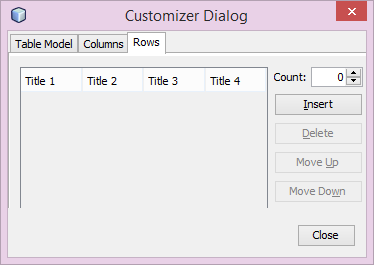 Customizer Dialog
Table Model Columns Rows
Title 1 Title 2 Title 3 Title 4
Count: 0
Insert
Delete
Move Up
Move Down
Close